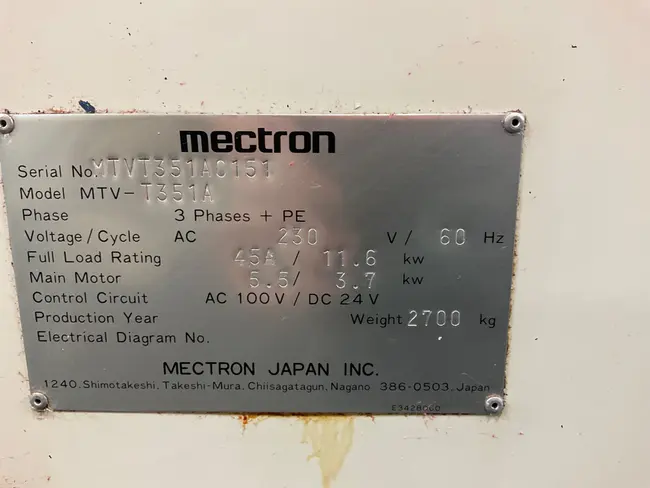 mectron
Serial No. MTVT351AC151
Model MTV-T351A
Phase 3 Phases + PE
Voltage/Cycle AC 230 V/ 60 Hz
Full Load Rating 45A / 11.6 kw
Main Motor 5.5/ 3.7 kw
Control Circuit AC 100V/DC 24V
Production Year Weight 2700 kg
Electrical Diagram No.
MECTRON JAPAN INC.
1240, Shimotakeshi, Takeshi-Mura, Chiisagatagun, Nagano 386-0503, Japan